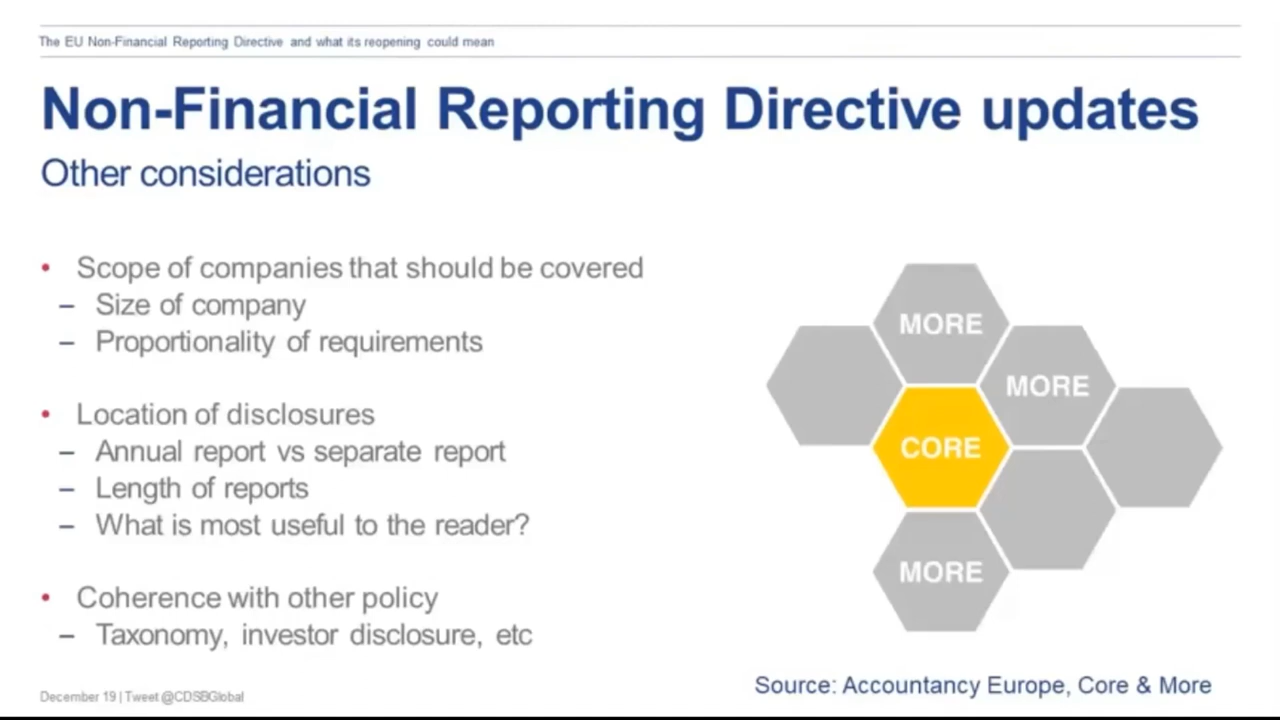 The EU Non-Financial Reporting Directive and what its reopening could mean
Non-Financial Reporting Directive updates
Other considerations
• Scope of companies that should be covered
– Size of company
– Proportionality of requirements
• Location of disclosures
– Annual report vs separate report
– Length of reports
– What is most useful to the reader?
• Coherence with other policy
– Taxonomy, investor disclosure, etc
MORE
MORE
CORE
MORE
Source: Accountancy Europe, Core & More
December 19 | Tweet @CDSBGlobal